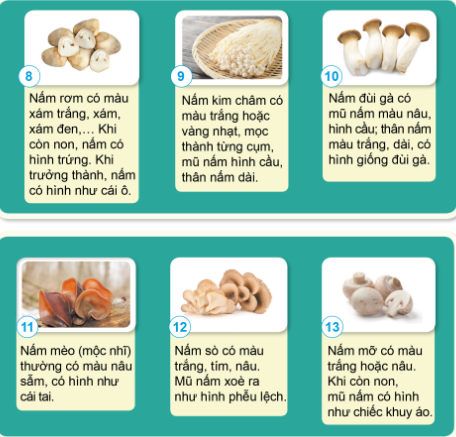 8
Nấm rơm có màu
xám trắng, xám,
xám đen,... Khi
còn non, nấm có
hình trứng. Khi
trưởng thành, nấm
có hình như cái ô.
9
Nấm kim châm có
màu trắng hoặc
vàng nhạt, mọc
thành từng cụm,
mũ nấm hình cầu,
thân nấm dài.
10
Nấm đùi gà có
mũ nấm màu nâu,
hình cầu; thân nấm
màu trắng, dài, có
hình giống đùi gà.
11
Nấm mèo (mộc nhĩ)
thường có màu nâu
sẫm, có hình như
cái tai.
12
Nấm sò có màu
trắng, tím, nâu.
Mũ nấm xoè ra
như hình phễu lệch.
13
Nấm mỡ có màu
trắng hoặc nâu.
Khi còn non,
mũ nấm có hình
như chiếc khuy áo.